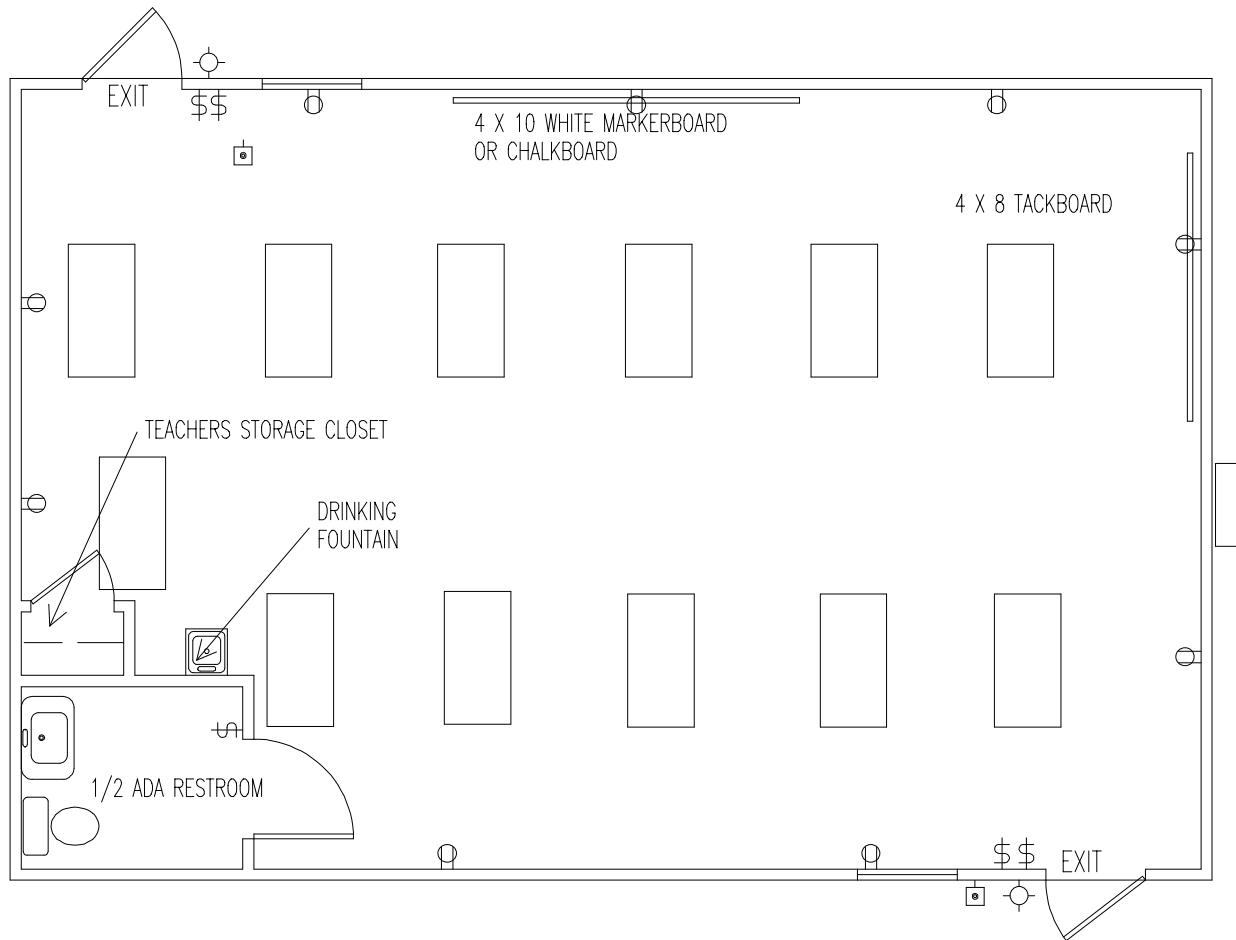 EXIT
$$
4 X 10 WHITE MARKERBOARD
OR CHALKBOARD
4 X 8 TACKBOARD
TEACHERS STORAGE CLOSET
DRINKING
FOUNTAIN
$
1/2 ADA RESTROOM
$$
EXIT